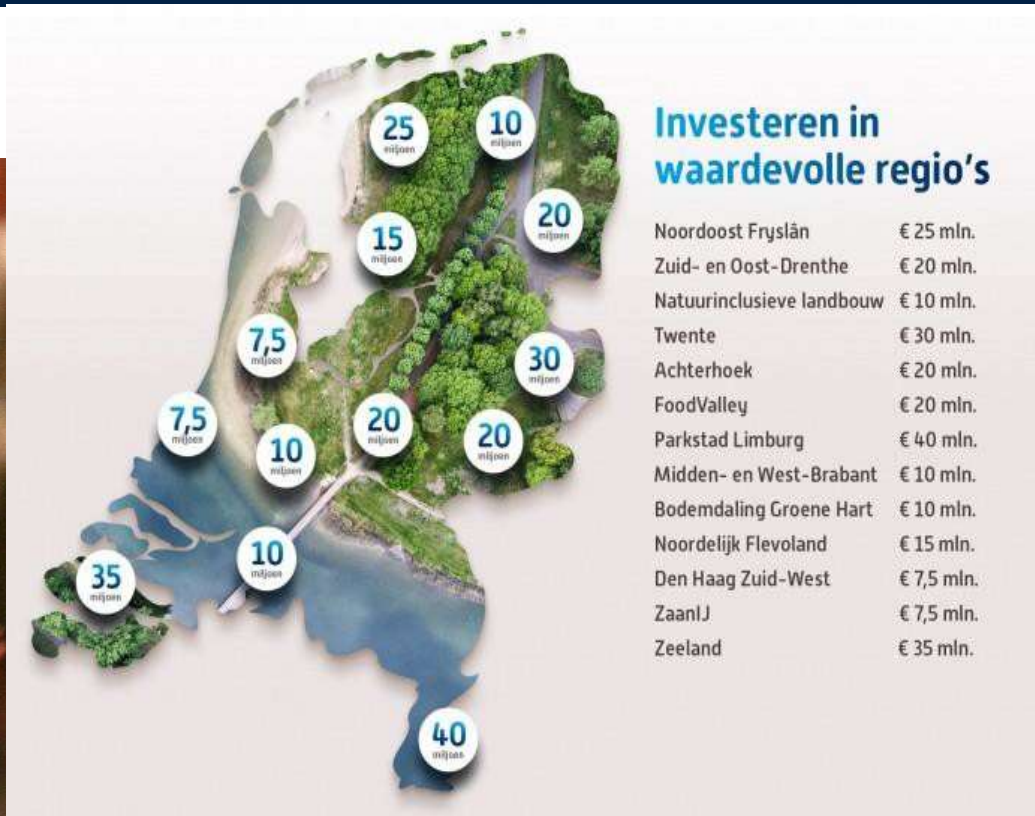 25
miljoen
10
miljoen
20
miljoen
15
miljoen
7,5
miljoen
30
miljoen
7,5
miljoen
20
miljoen
20
miljoen
10
miljoen
10
miljoen
35
miljoen
40
miljoen
Investeren in
waardevolle regio's
Noordoost Fryslân € 25 mln.
Zuid- en Oost-Drenthe € 20 mln.
Natuurinclusieve landbouw € 10 mln.
Twente € 30 mln.
Achterhoek € 20 mln.
FoodValley € 20 mln.
Parkstad Limburg € 40 mln.
Midden- en West-Brabant € 10 mln.
Bodemdaling Groene Hart € 10 mln.
Noordelijk Flevoland € 15 mln.
Den Haag Zuid-West € 7,5 mln.
ZaanIJ € 7,5 mln.
Zeeland € 35 mln.